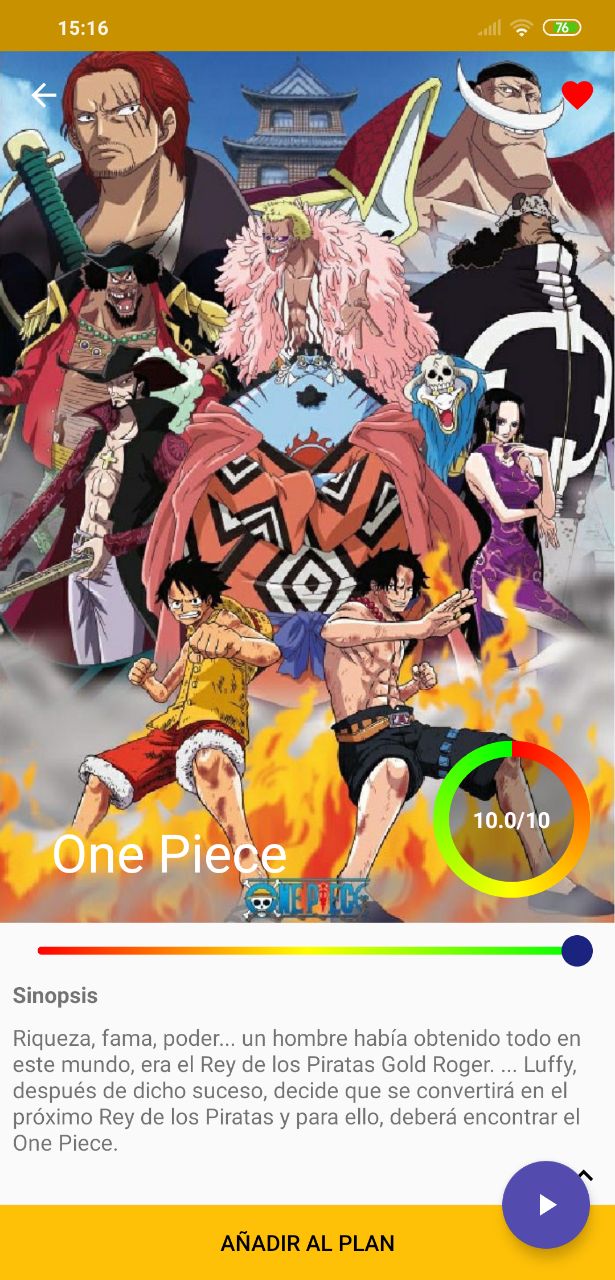 15:16
76
10.0/10
One Piece
ONE PIECE
Sinopsis
Riqueza, fama, poder... un hombre había obtenido todo en
este mundo, era el Rey de los Piratas Gold Roger. ... Luffy,
después de dicho suceso, decide que se convertirá en el
próximo Rey de los Piratas y para ello, deberá encontrar el
One Piece.
AÑADIR AL PLAN